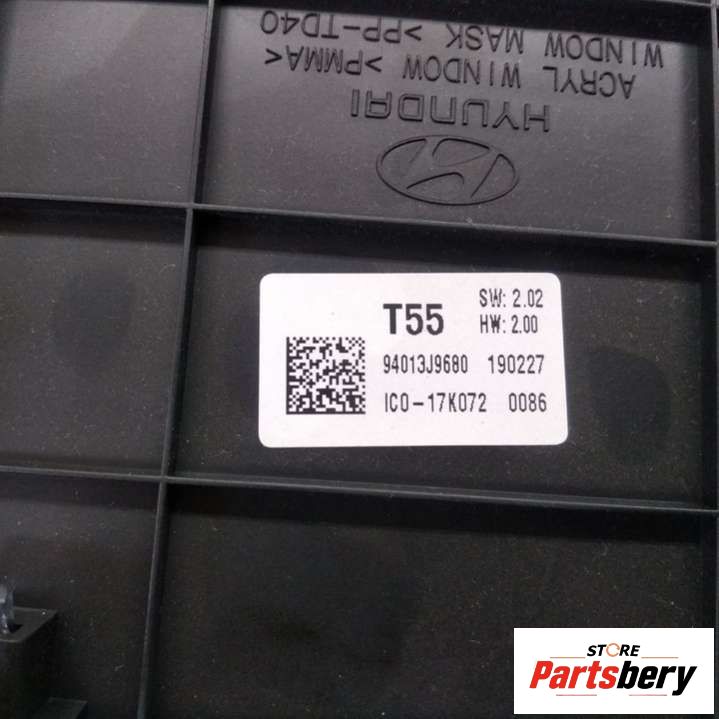 WINDOW MASK >PP-TD40
ACRYL WINDOW >PMMA<
HYUNDAI
T55
SW: 2.02
HW: 2.00
94013J9680 190227
ICO-17K072 0086
STORE
Partsbery